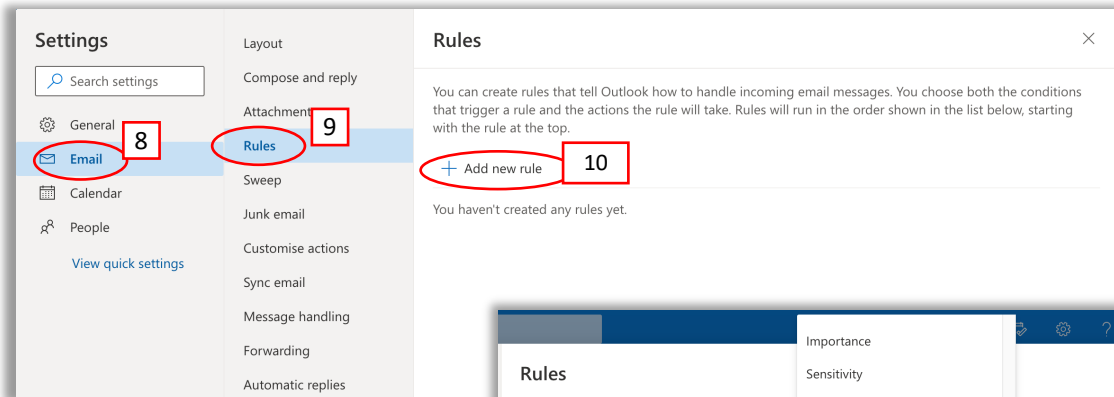 Settings
Search settings
General
8
Email
Calendar
People
View quick settings
Layout
Compose and reply
Attachment
9
Rules
Sweep
Junk email
Customise actions
Sync email
Message handling
Forwarding
Automatic replies
Rules
You can create rules that tell Outlook how to handle incoming email messages. You choose both the conditions
that trigger a rule and the actions the rule will take. Rules will run in the order shown in the list below, starting
with the rule at the top.
Add new rule
10
You haven't created any rules yet.
Rules
Importance
Sensitivity